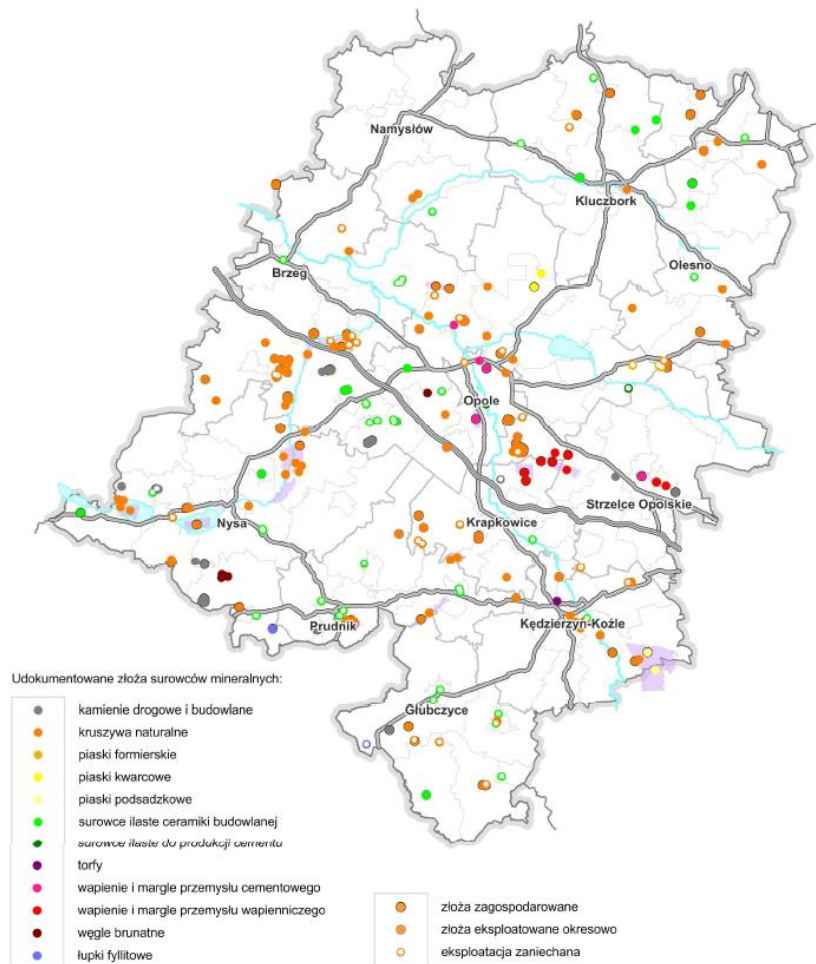 Namysłów
Kluczbork
Olesno
Brzeg
Opole
Strzelce Opolskie
Nysa
Krapkowice
Kędzierzyn-Koźle
Prudnik
Głubczyce
Udokumentowane złoża surowców mineralnych:
kamienie drogowe i budowlane
kruszywa naturalne
piaski formierskie
piaski kwarcowe
piaski podsadzkowe
surowce ilaste ceramiki budowlanej
surowce ilaste do produkcji cementu
torfy
wapienie i margle przemysłu cementowego
wapienie i margle przemysłu wapienniczego
węgle brunatne
łupki fyllitowe
złoża zagospodarowane
złoża eksploatowane okresowo
eksploatacja zaniechana